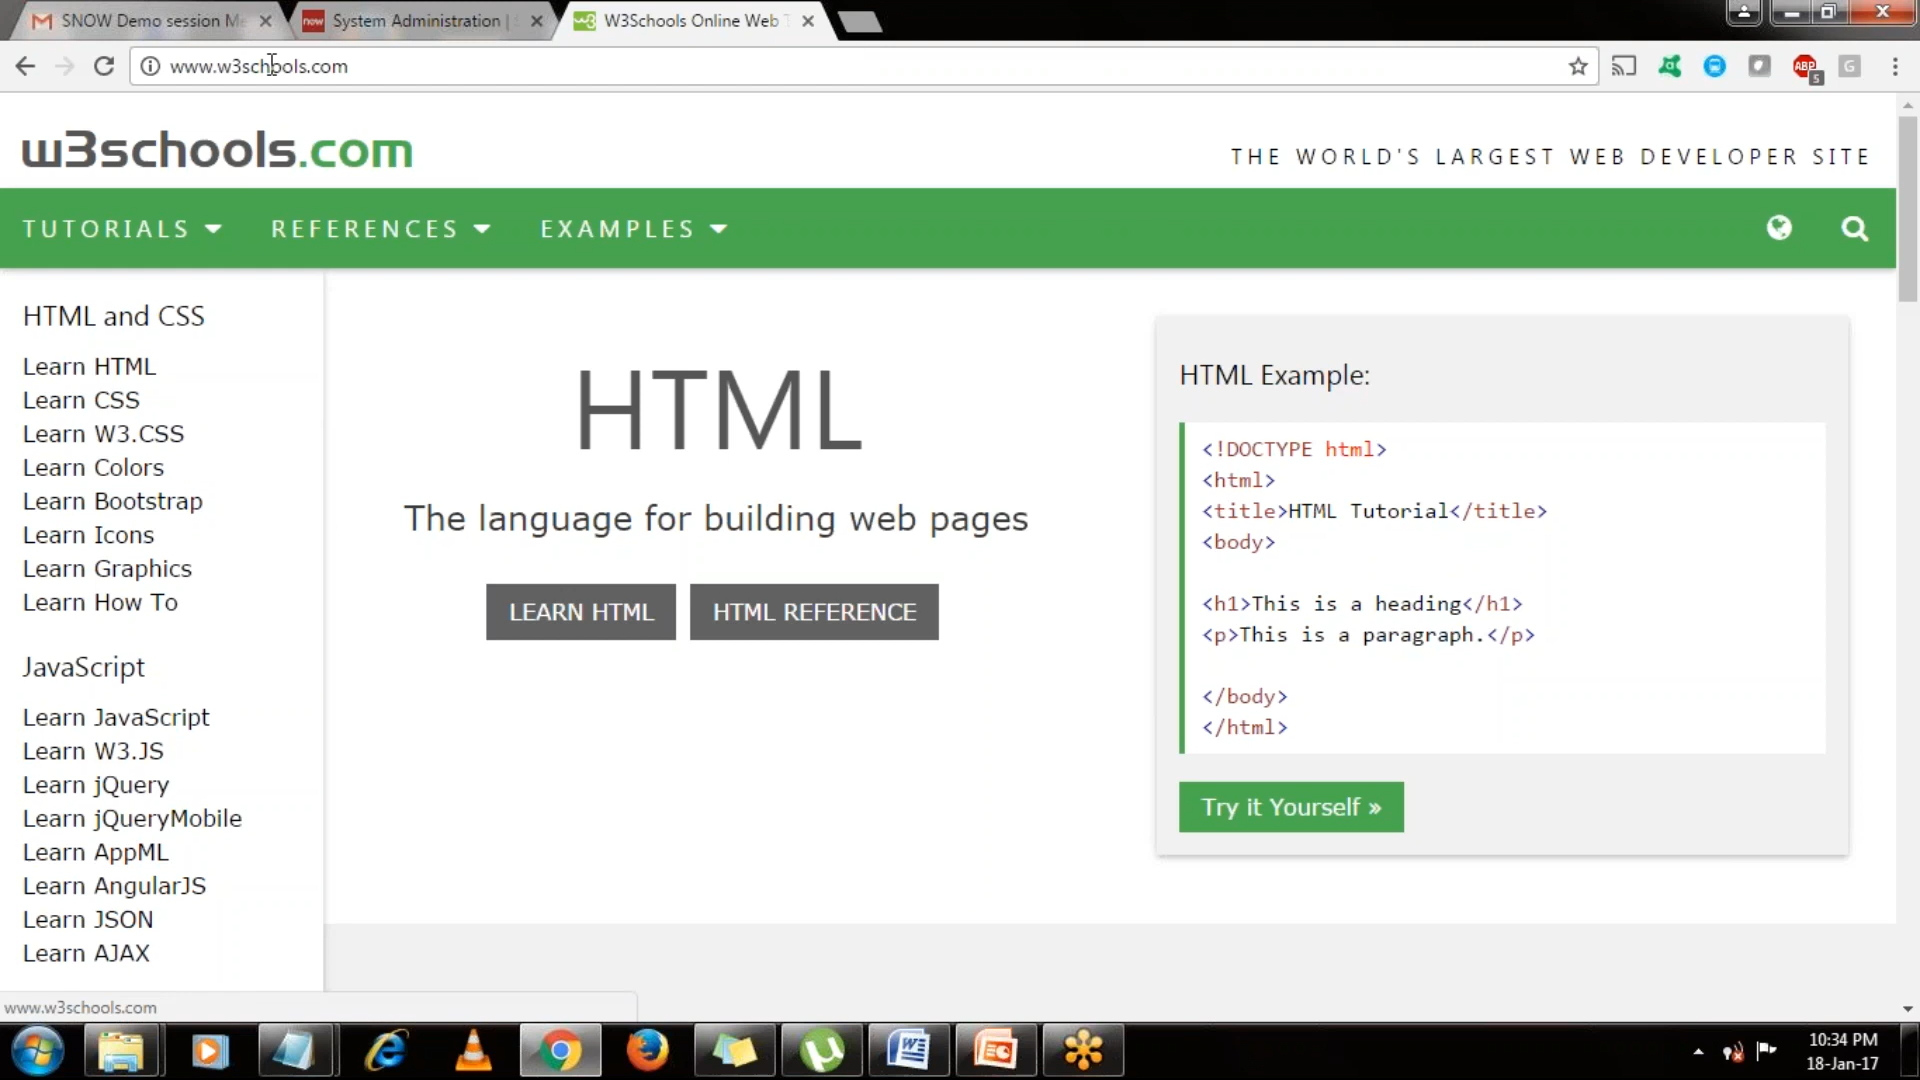 SNOW Demo session M
System Administration |
W3Schools Online Web T
www.w3schools.com
ABP
5
G
w3schools.com
THE WORLD'S LARGEST WEB DEVELOPER SITE
TUTORIALS
REFERENCES
EXAMPLES
HTML and CSS
Learn HTML
Learn CSS
Learn W3.CSS
Learn Colors
Learn Bootstrap
Learn Icons
Learn Graphics
Learn How To
JavaScript
Learn JavaScript
Learn W3.JS
Learn jQuery
Learn jQueryMobile
Learn AppML
Learn AngularJS
Learn JSON
Learn AJAX
HTML
The language for building web pages
LEARN HTML
HTML REFERENCE
HTML Example:
<!DOCTYPE html>
<html>
<title>HTML Tutorial</title>
<body>
<h1>This is a heading</h1>
<p>This is a paragraph.</p>
</body>
</html>
Try it Yourself »
www.w3schools.com
10:34 PM
18-Jan-17